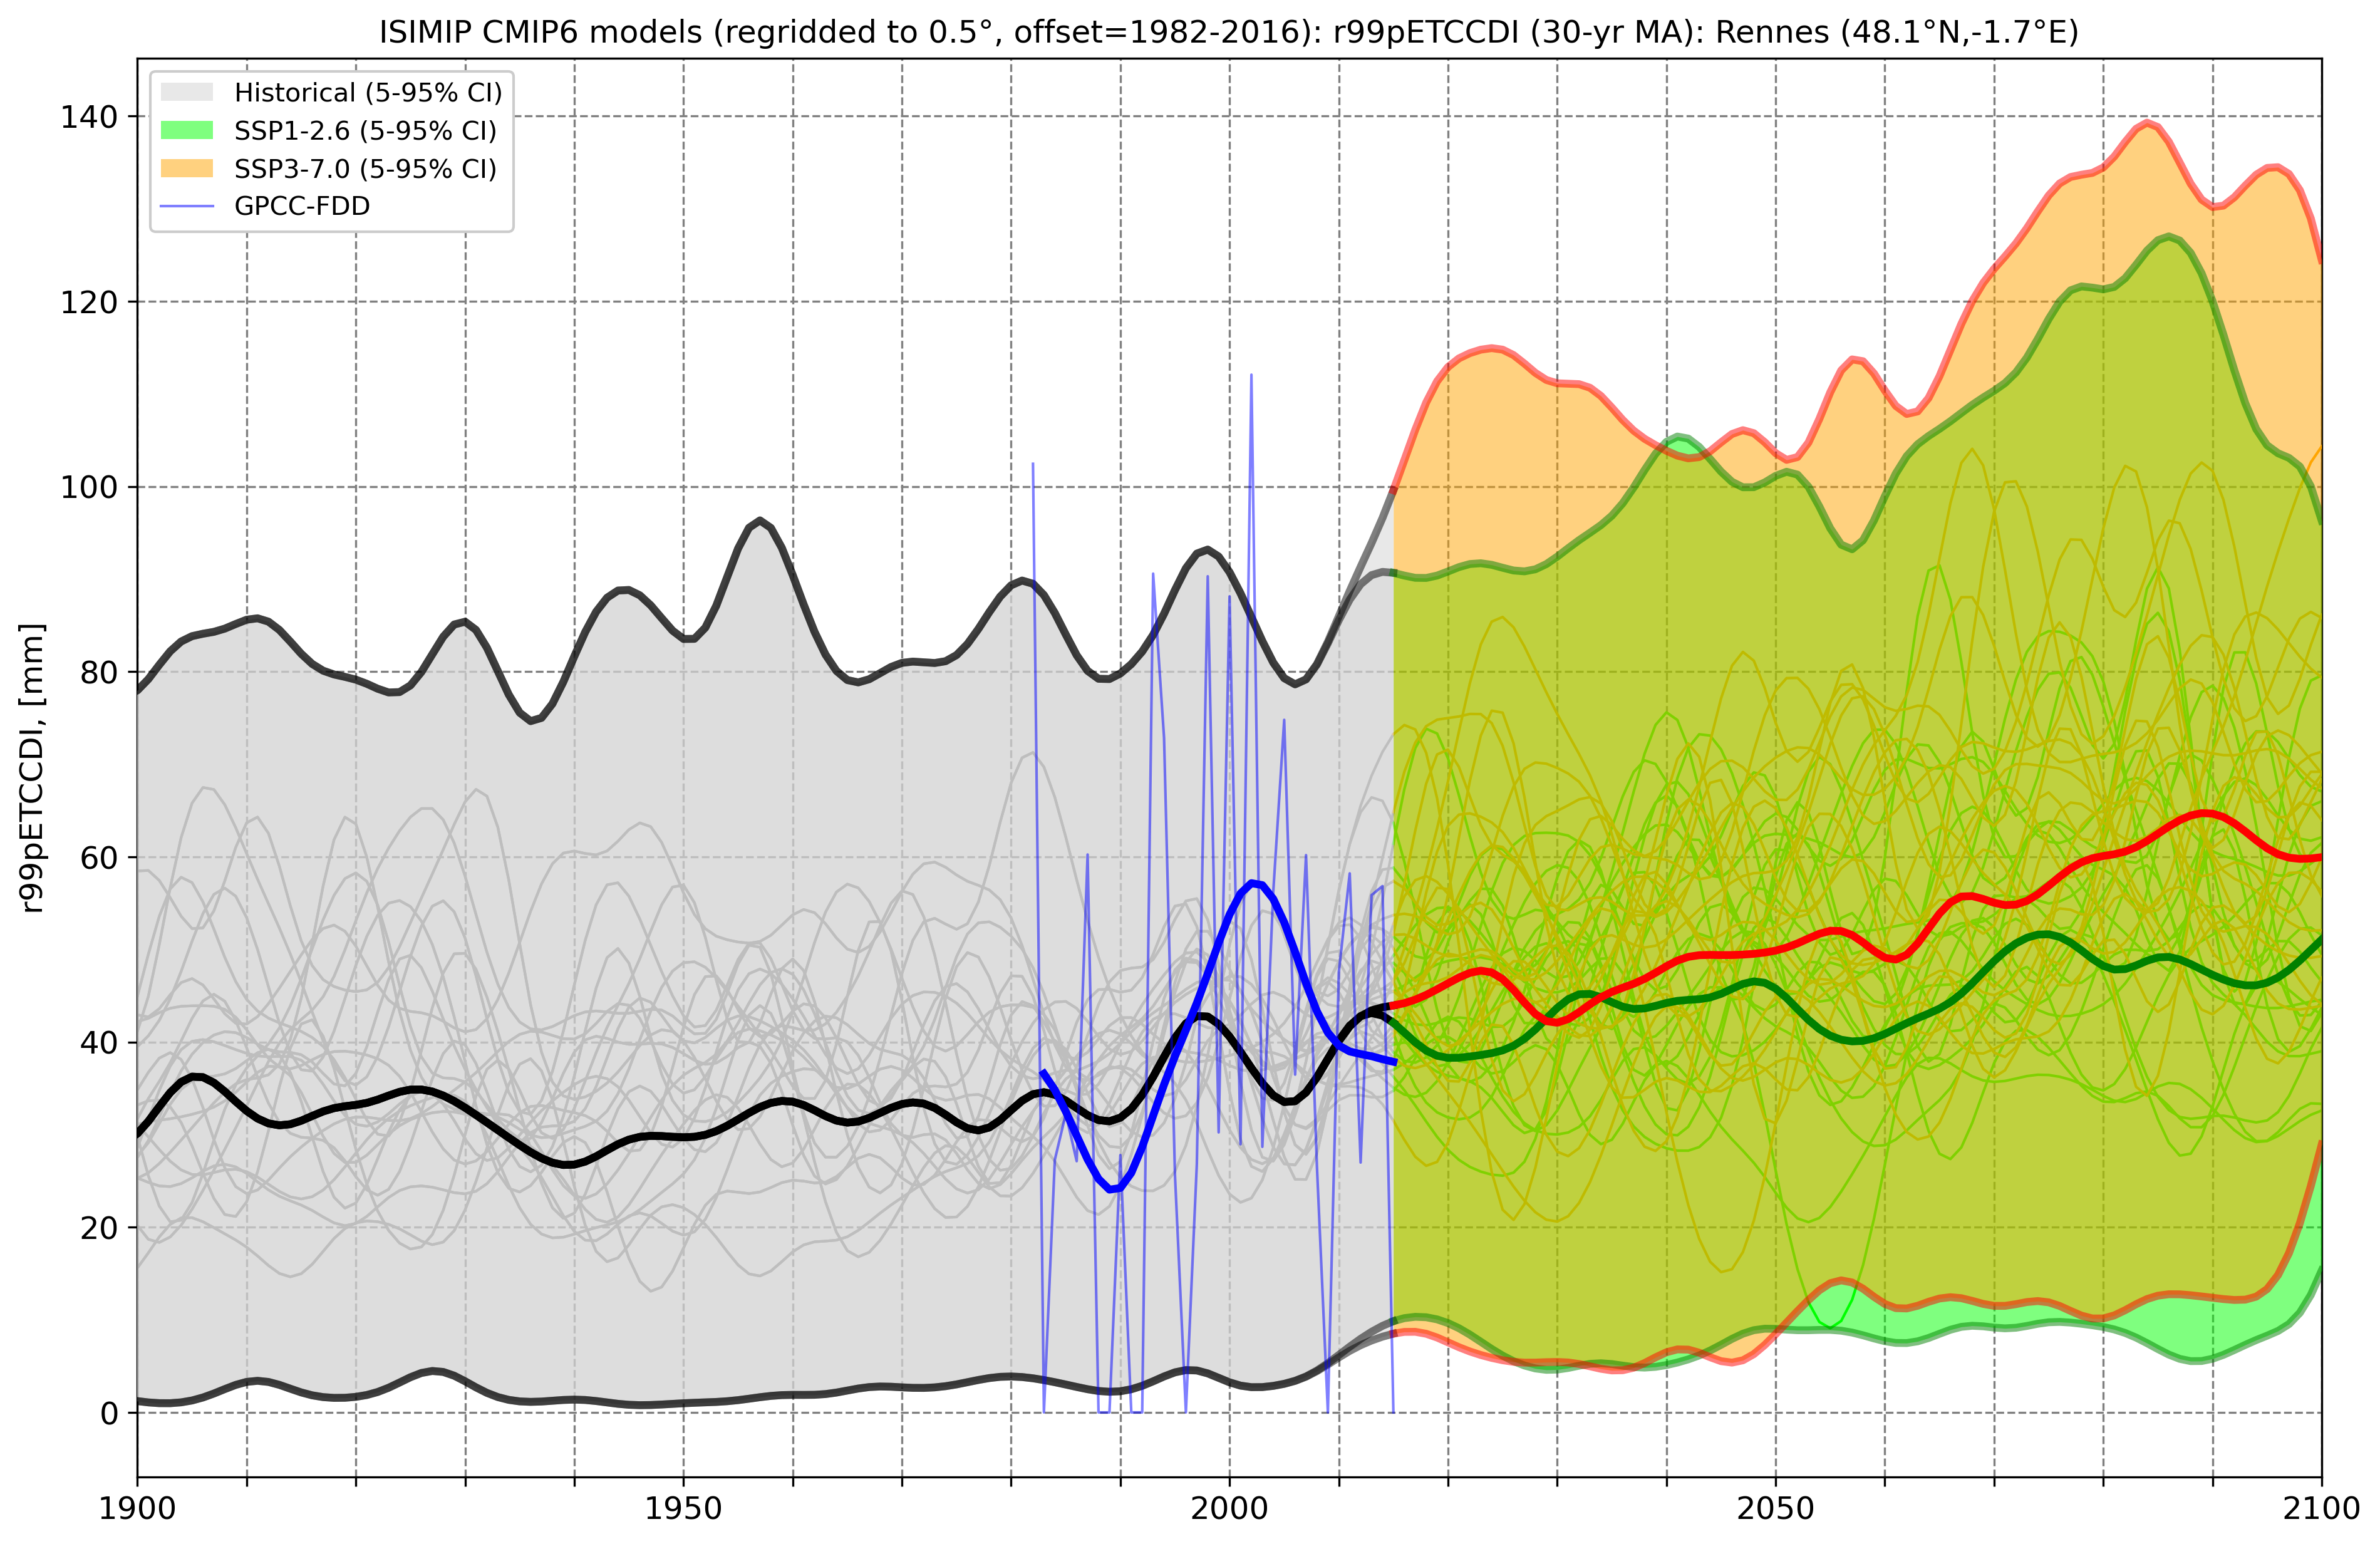 ISIMIP CMIP6 models (regridded to 0.5°, offset=1982-2016): r99pETCCDI (30-yr MA): Rennes (48.1°N,-1.7°E)
Historical (5-95% CI)
SSP1-2.6 (5-95% CI)
SSP3-7.0 (5-95% CI)
GPCC-FDD
r99pETCCDI, [mm]
140
120
100
80
60
40
20
0
1900 1950 2000 2050 2100